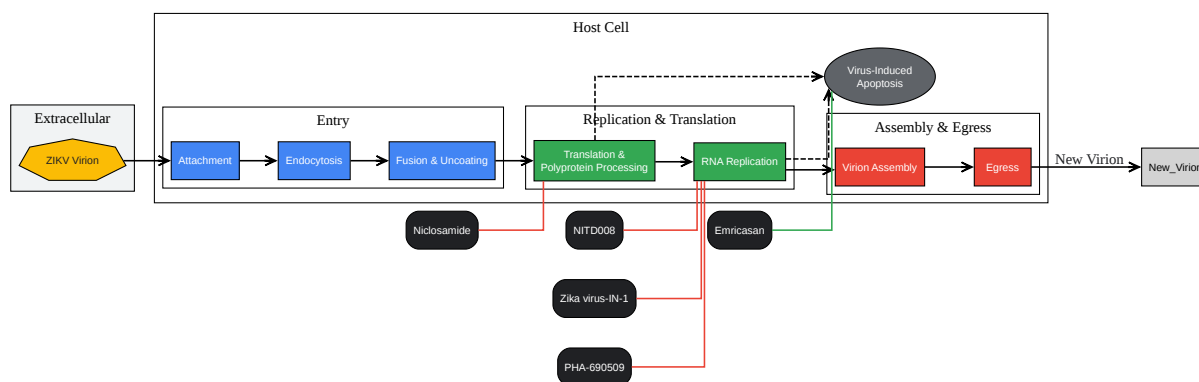 Host Cell
Virus-Induced
Apoptosis
Extracellular
Entry
Replication & Translation
Assembly & Egress
ZIKV Virion
Attachment
Endocytosis
Fusion & Uncoating
Translation &
Polyprotein Processing
RNA Replication
Virion Assembly
Egress
New Virion
New_Virion
Niclosamide
NITD008
Emricasan
Zika virus-IN-1
PHA-690509